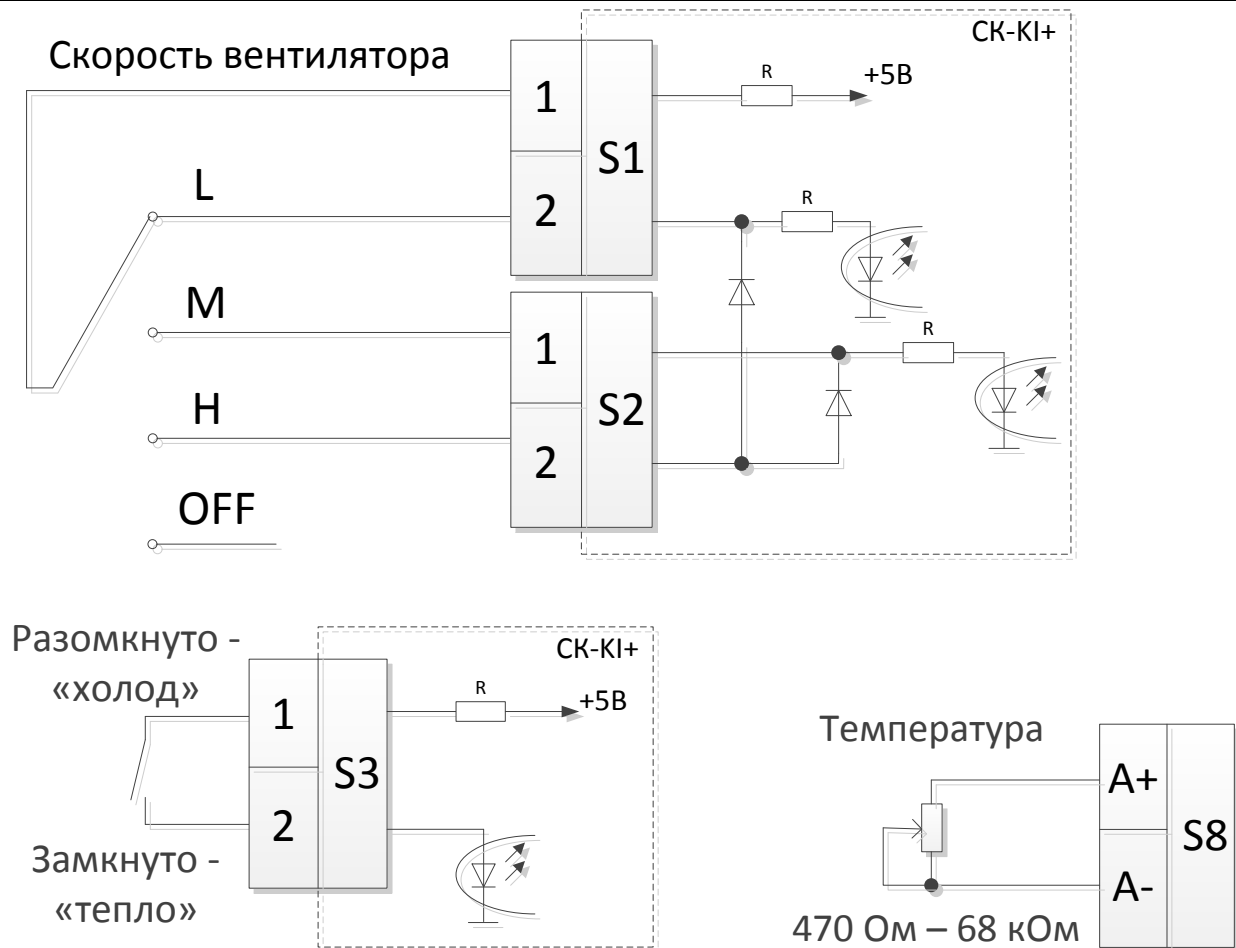 СК-KI+
Скорость вентилятора
1
R
+5В
S1
L
2
R
M
1
R
S2
H
2
OFF
Разомкнуто -
«холод»
СК-KI+
1
R
+5В
S3
2
Замкнуто -
«тепло»
Температура
A+
S8
A-
470 Ом – 68 кОм